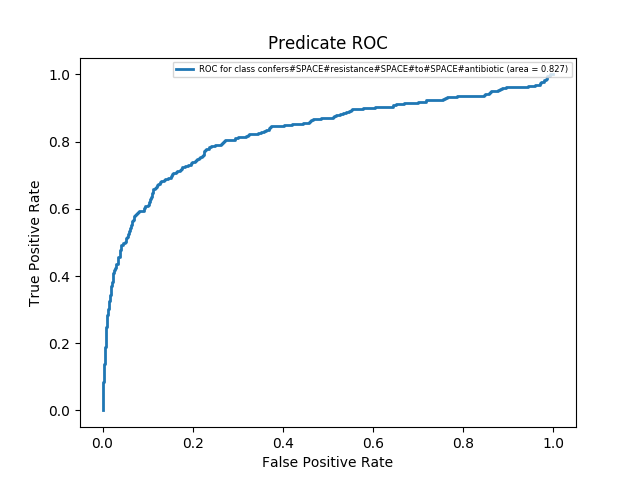 Predicate ROC
ROC for class confers#SPACE#resistance#SPACE#to#SPACE#antibiotic (area = 0.827)
1.0
0.8
0.6
0.4
0.2
0.0
True Positive Rate
0.0 0.2 0.4 0.6 0.8 1.0
False Positive Rate